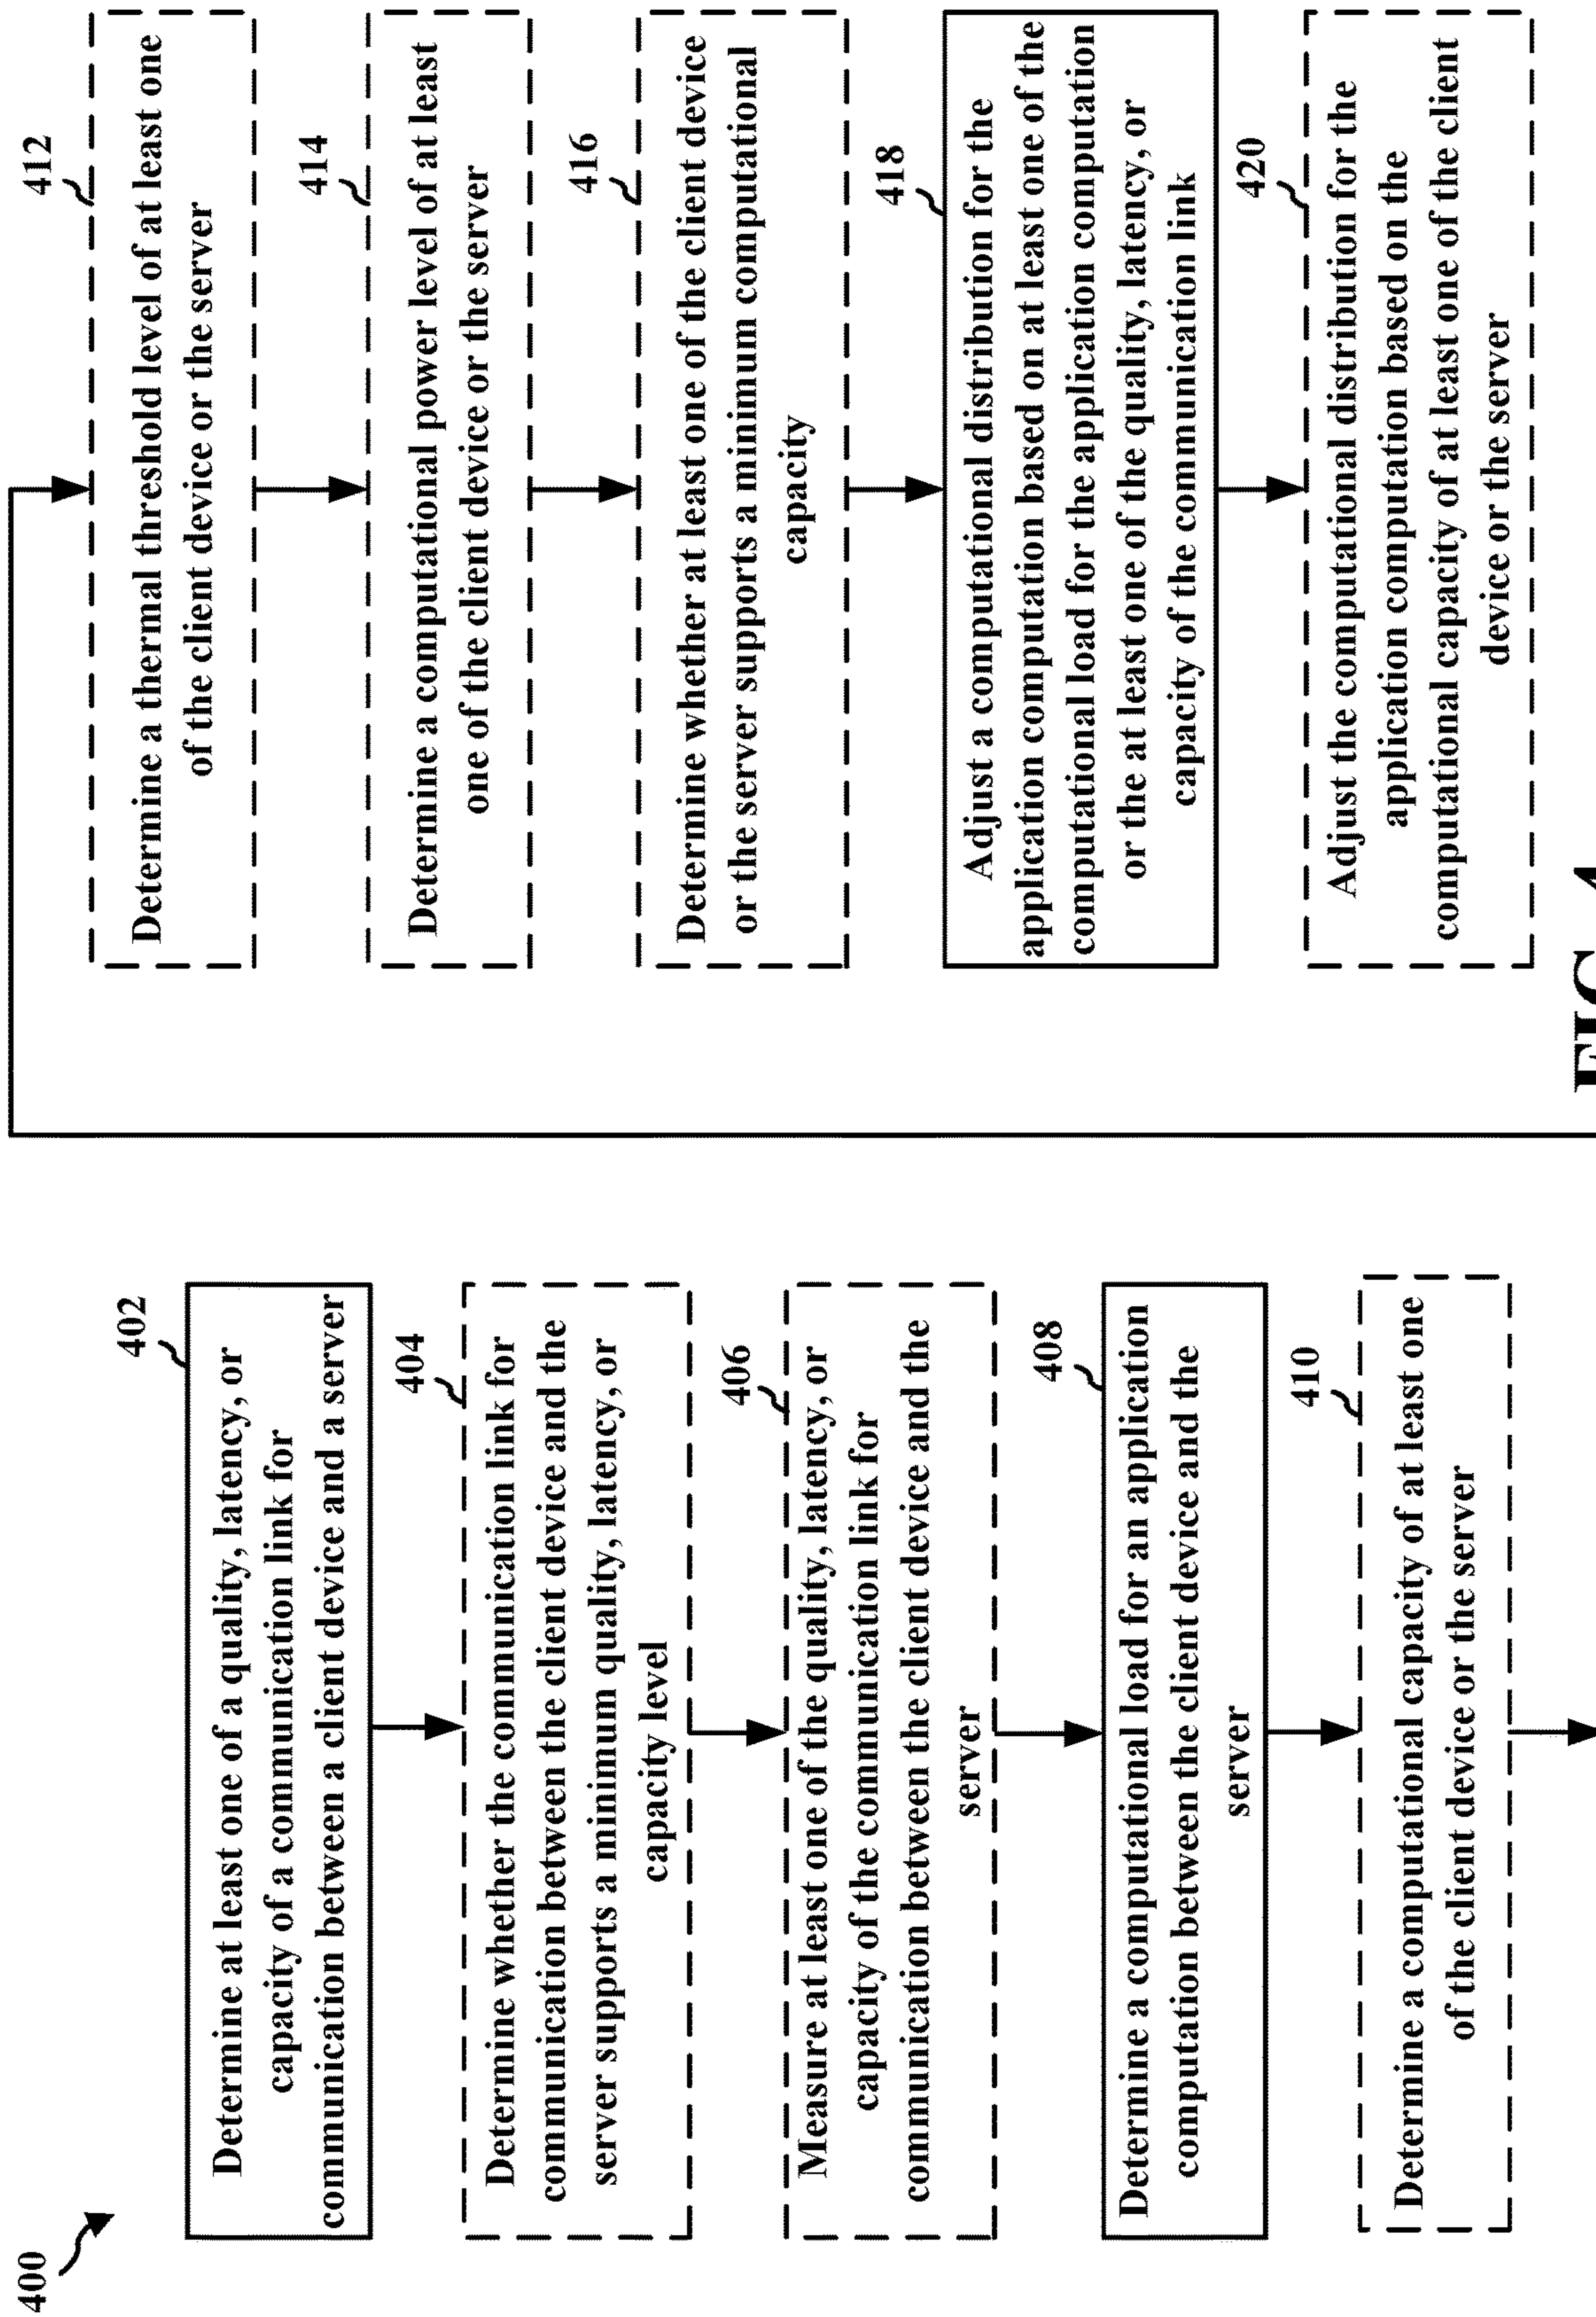 400
402
Determine at least one of a quality, latency, or
capacity of a communication link for
communication between a client device and a server
404
Determine whether the communication link for
communication between the client device and the
server supports a minimum quality, latency, or
capacity level
406
Measure at least one of the quality, latency, or
capacity of the communication link for
communication between the client device and the
server
408
Determine a computational load for an application
computation between the client device and the
server
410
Determine a computational capacity of at least one
of the client device or the server
412
Determine a thermal threshold level of at least one
of the client device or the server
414
Determine a computational power level of at least
one of the client device or the server
416
Determine whether at least one of the client device
or the server supports a minimum computational
capacity
418
Adjust a computational distribution for the
application computation based on at least one of the
computational load for the application computation
or the at least one of the quality, latency, or
capacity of the communication link
420
Adjust the computational distribution for the
application computation based on the
computational capacity of at least one of the client
device or the server
FIG. 4